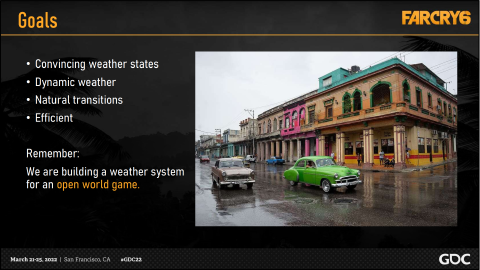 Goals
FARCRY6
• Convincing weather states
• Dynamic weather
• Natural transitions
• Efficient
Remember:
We are building a weather system
for an open world game.
March 21-25, 2022 | San Francisco, CA #GDC22
GDC